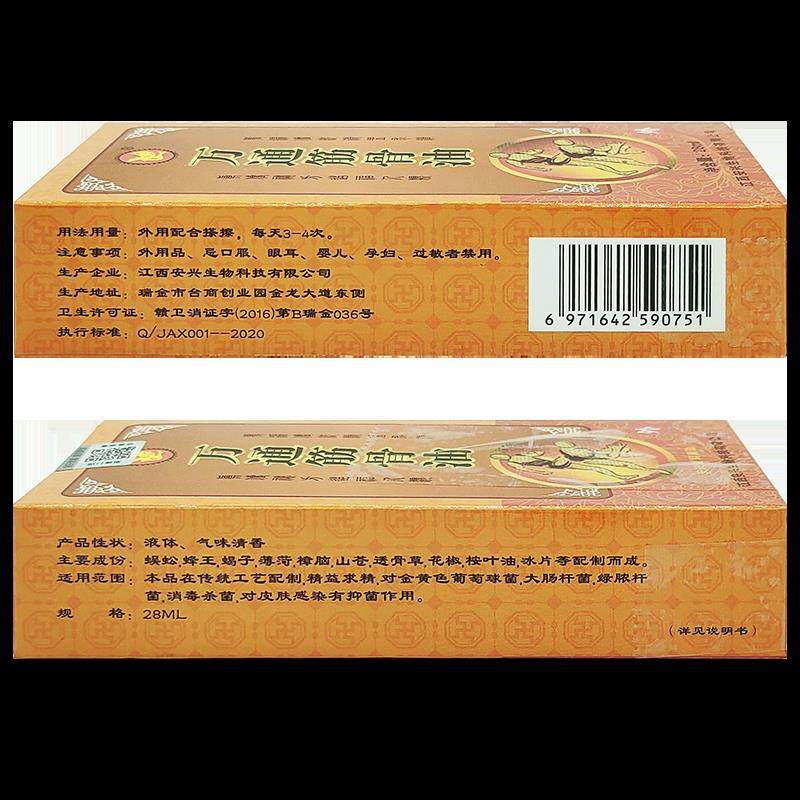 万通筋骨油
用法用量：外用配合搽擦，每天3-4次。
注意事项：外用品、忌口服、眼耳、婴儿、孕妇、过敏者禁用。
生产企业：江西安兴生物科技有限公司
生产地址：瑞金市台商创业园金龙大道东侧
卫生许可证：赣卫消证字(2016)第B瑞金036号
执行标准：Q/JAX001--2020
6 971642 590751
万通筋骨油
产品性状：液体、气味清香
主要成份：蜈蚣,蜂王,蝎子,薄菏,樟脑,山苍,透骨草,花椒,桉叶油,冰片等配制而成。
适用范围：本品在传统工艺配制,精益求精,对金黄色葡萄球菌,大肠杆菌,绿脓杆
菌,消毒杀菌,对皮肤感染有抑菌作用。
规 格：28ML
（详见说明书）